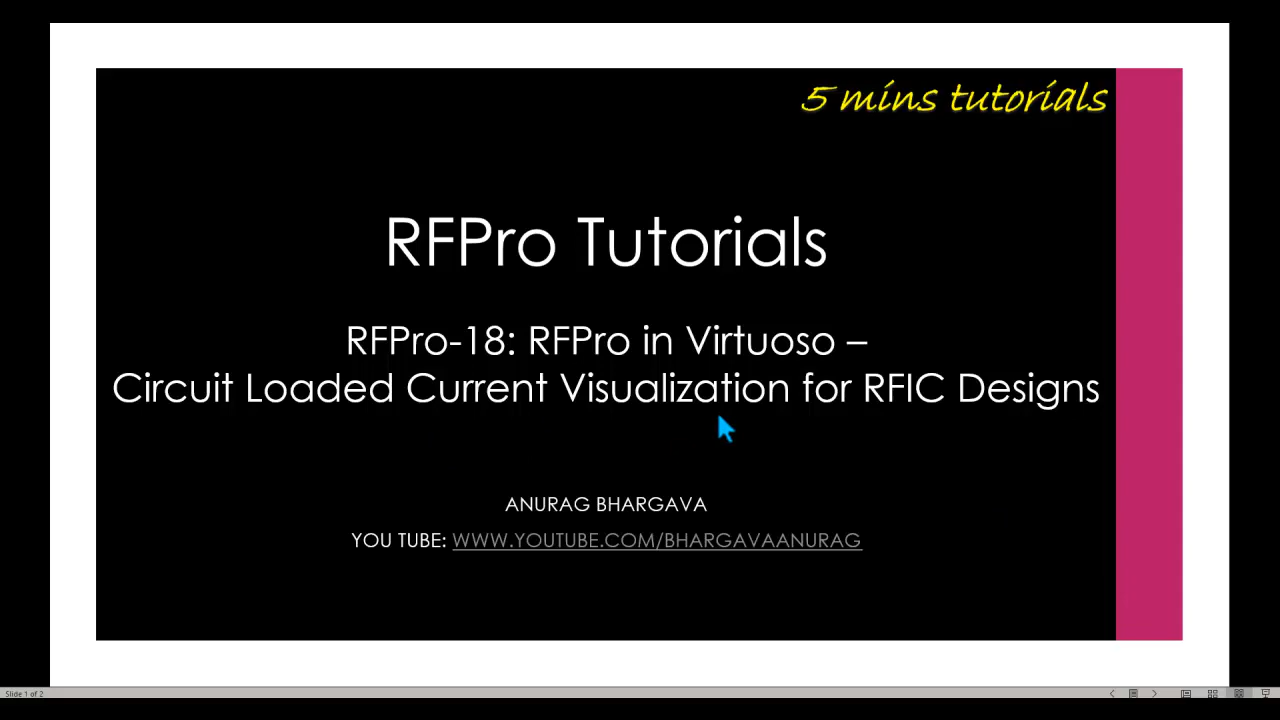 5 mins tutorials
RFPro Tutorials
RFPro-18: RFPro in Virtuoso –
Circuit Loaded Current Visualization for RFIC Designs
ANURAG BHARGAVA
YOU TUBE: WWW.YOUTUBE.COM/BHARGAVAANURAG
Slide 1 of 2